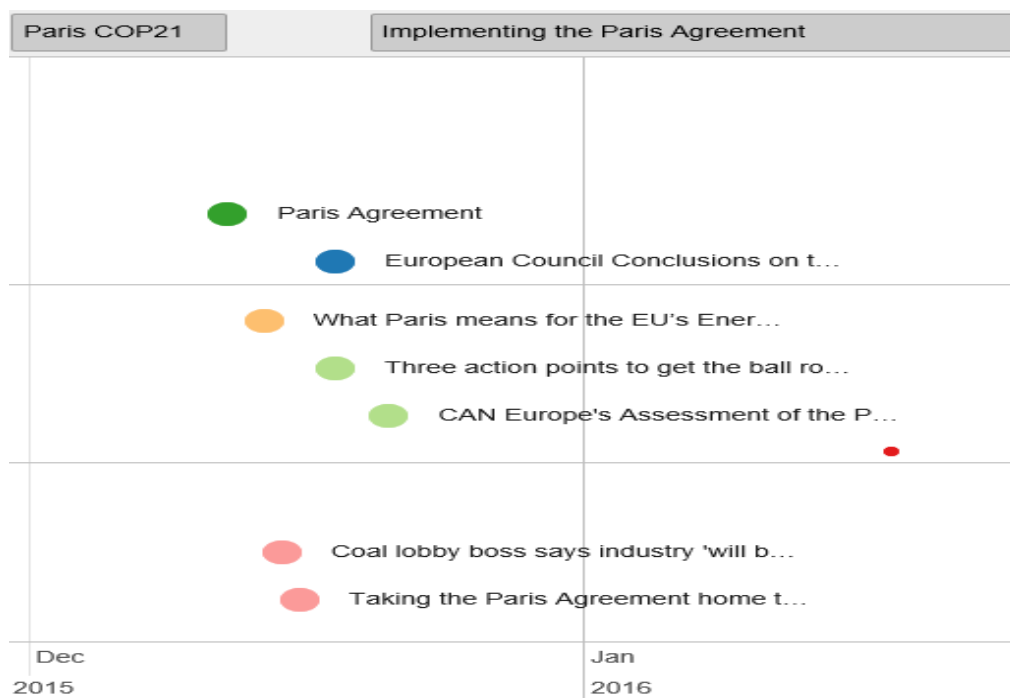 Paris COP21
Implementing the Paris Agreement
Paris Agreement
European Council Conclusions on t...
What Paris means for the EU's Ener...
Three action points to get the ball ro...
CAN Europe's Assessment of the P...
Coal lobby boss says industry 'will b...
Taking the Paris Agreement home t...
Dec
Jan
2015
2016